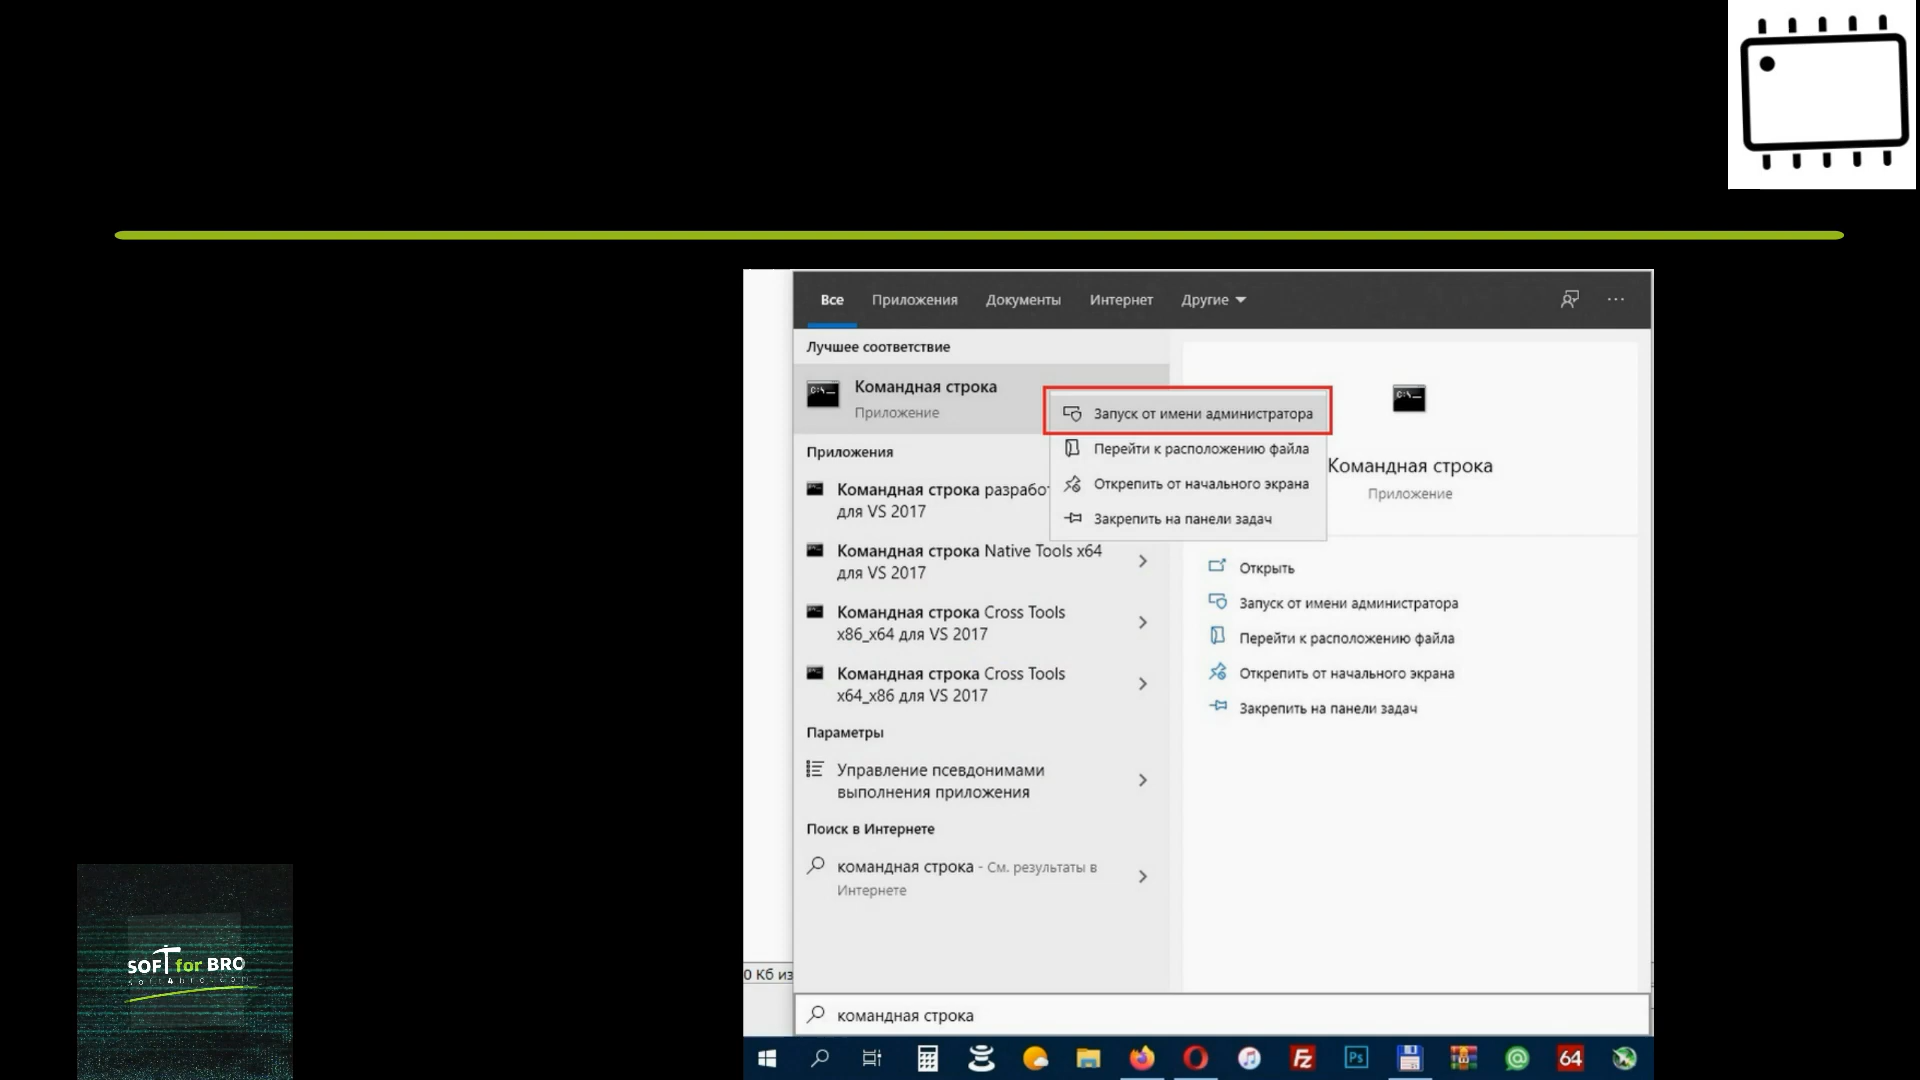 Все Приложения Документы Интернет Другие
Лучшее соответствие
Командная строка
Приложение
Запуск от имени администратора
Перейти к расположению файла
Открепить от начального экрана
Закрепить на панели задач
Приложения
Командная строка разрабо
для VS 2017
Командная строка Native Tools x64
для VS 2017
Командная строка Cross Tools
x86_x64 для VS 2017
Командная строка Cross Tools
x64_x86 для VS 2017
Параметры
Управление псевдонимами
выполнения приложения
Поиск в Интернете
командная строка - См. результаты в
Интернете
Командная строка
Приложение
Открыть
Запуск от имени администратора
Перейти к расположению файла
Открепить от начального экрана
Закрепить на панели задач
0 Кб из
командная строка
Ps
64
SOFT for BRO
soft4bro.com